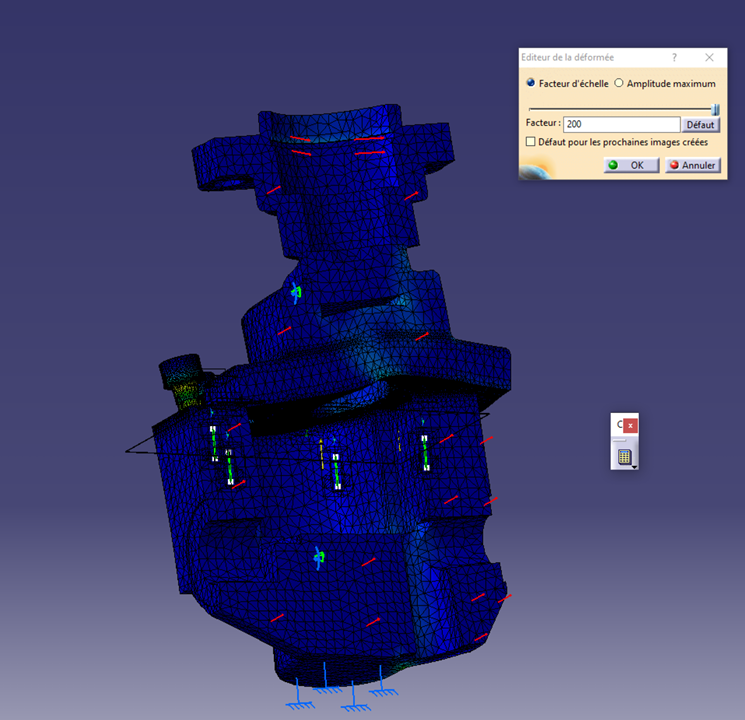 Editeur de la déformée
? X
Facteur d'échelle
Amplitude maximum
Facteur : 200
Défaut
Défaut pour les prochaines images créées
OK
Annuler
C x